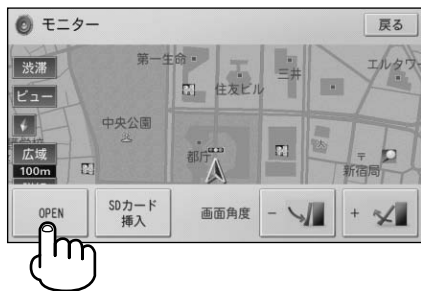 モニター
戻る
渋滞
第一生命
三井
エルタワー
ビュー
住友ビル
中央公園
広域
都庁
100m
新宿局
OPEN
SDカード
挿入
画面角度
-
+